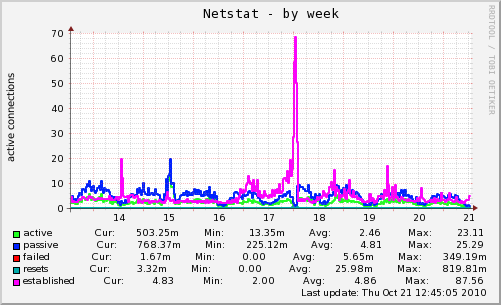 Netstat - by week
RRDTOOL / TOBI OETIKER
active connections
70
60
50
40
30
20
10
0
14 15 16 17 18 19 20 21
active Cur: 503.25m Min: 13.35m Avg: 2.46 Max: 23.11
passive Cur: 768.37m Min: 225.12m Avg: 4.81 Max: 25.29
failed Cur: 1.67m Min: 0.00 Avg: 5.65m Max: 349.19m
resets Cur: 3.32m Min: 0.00 Avg: 25.98m Max: 819.81m
established Cur: 4.83 Min: 2.00 Avg: 4.86 Max: 87.56
Last update: Thu Oct 21 12:45:05 2010